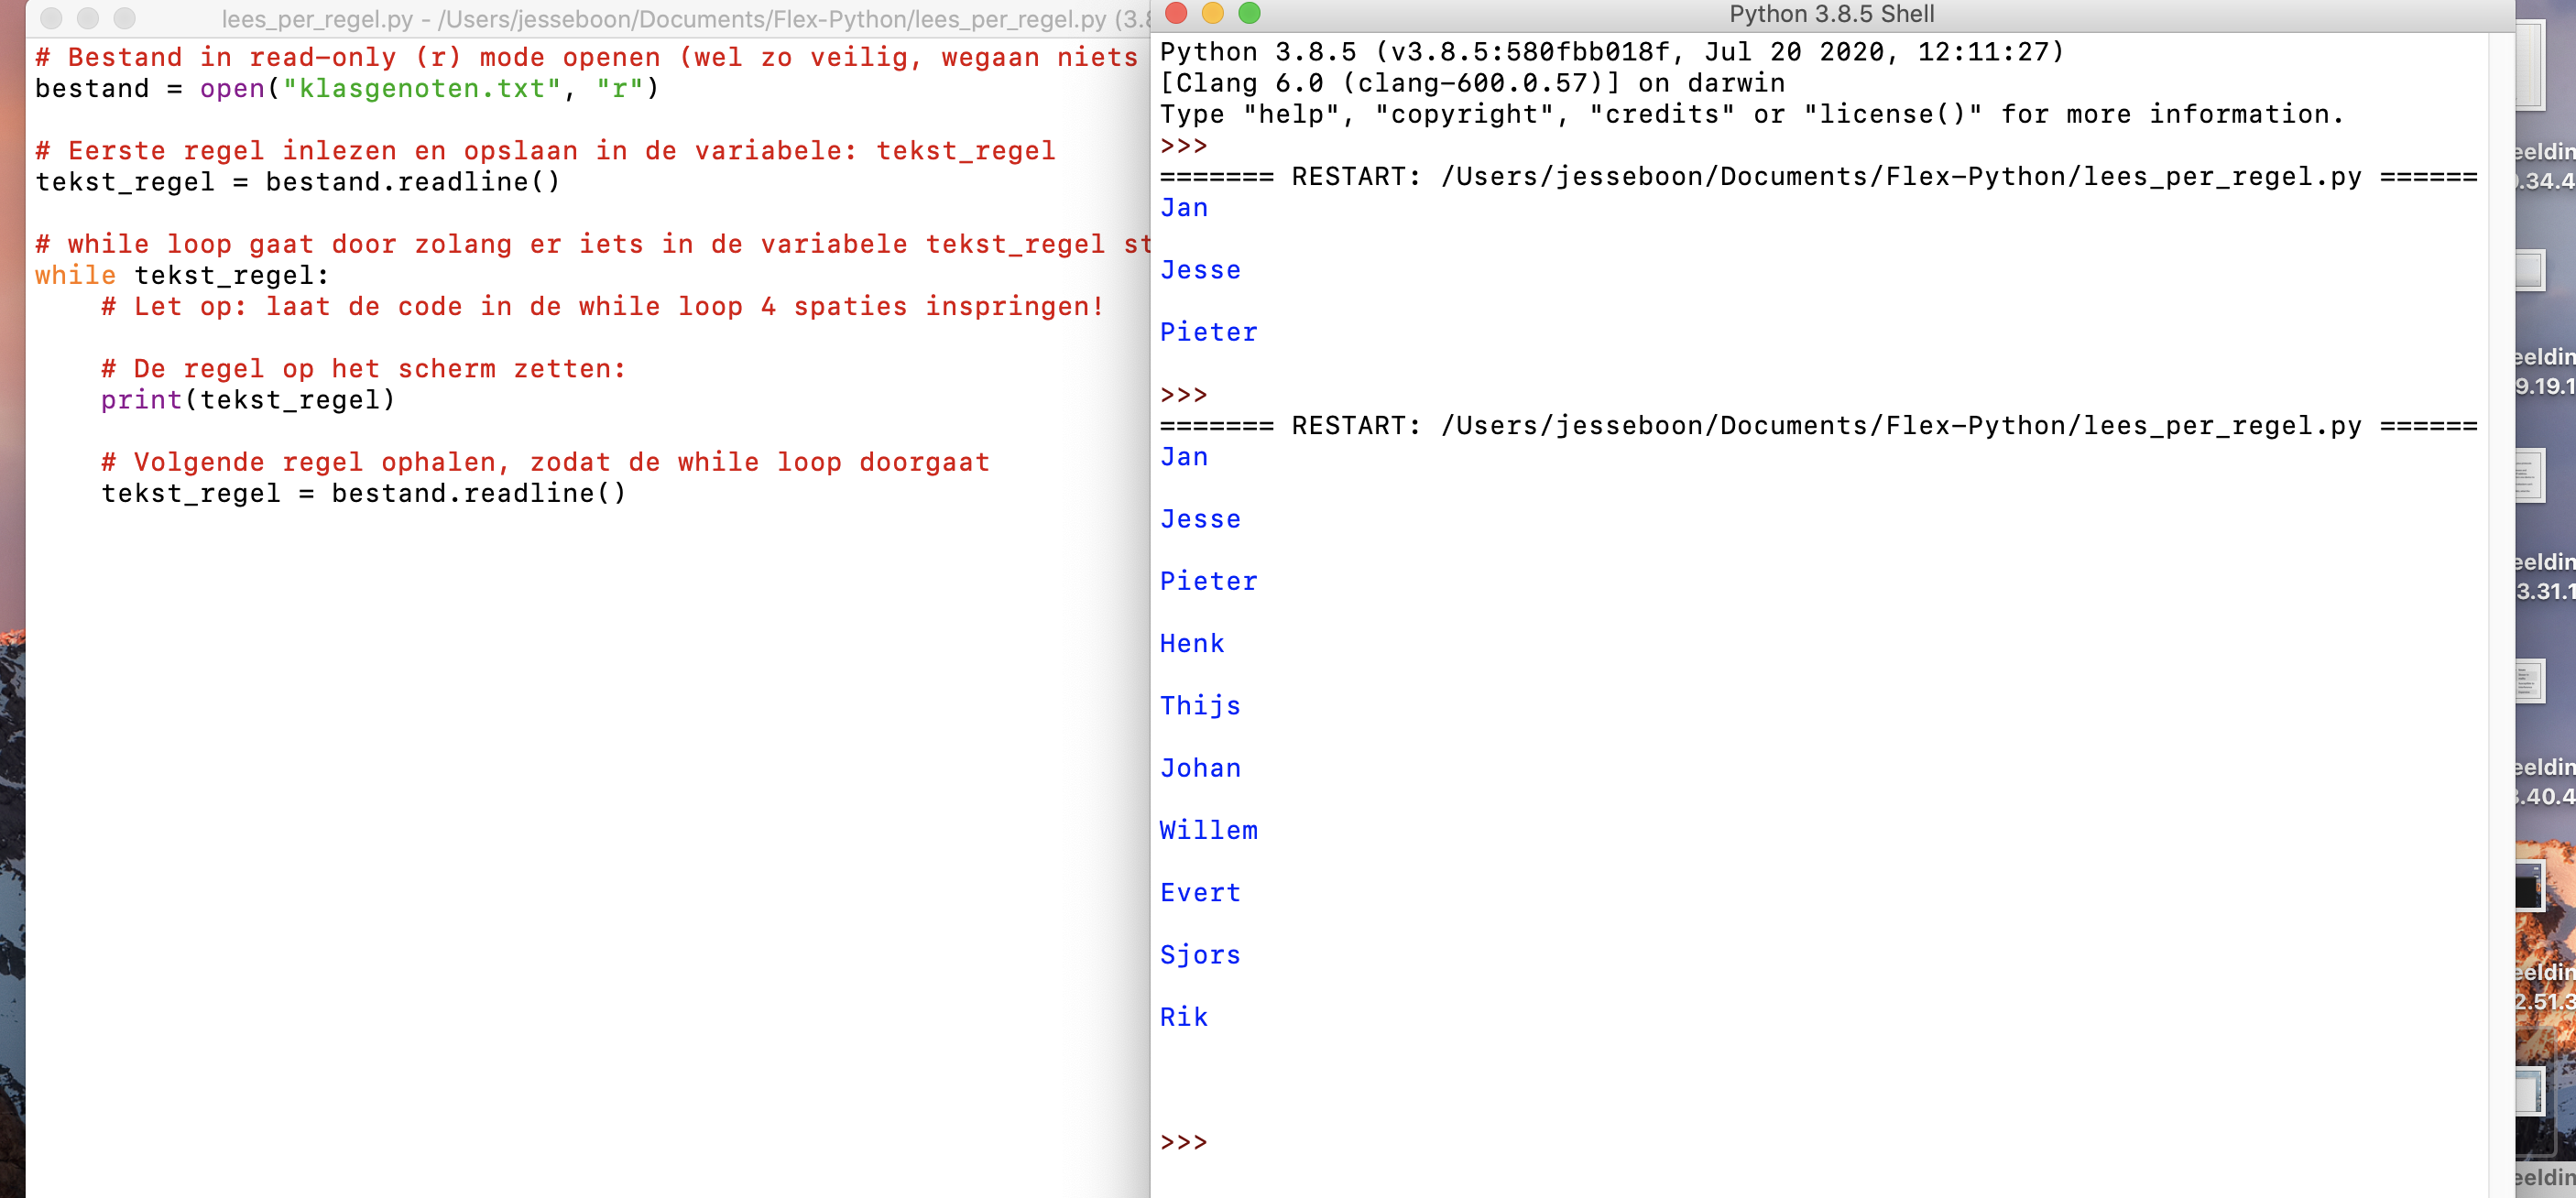 lees_per_regel.py - /Users/jesseboon/Documents/Flex-Python/lees_per_regel.py (3.8
# Bestand in read-only (r) mode openen (wel zo veilig, wegaan niets
bestand = open("klasgenoten.txt", "r")
# Eerste regel inlezen en opslaan in de variabele: tekst_regel
tekst_regel = bestand.readline()
# while loop gaat door zolang er iets in de variabele tekst_regel st
while tekst_regel:
# Let op: laat de code in de while loop 4 spaties inspringen!
# De regel op het scherm zetten:
print(tekst_regel)
# Volgende regel ophalen, zodat de while loop doorgaat
tekst_regel = bestand.readline()
Python 3.8.5 Shell
Python 3.8.5 (v3.8.5:580fbb018f, Jul 20 2020, 12:11:27)
[Clang 6.0 (clang-600.0.57)] on darwin
Type "help", "copyright", "credits" or "license()" for more information.
>>>
======= RESTART: /Users/jesseboon/Documents/Flex-Python/lees_per_regel.py ======
Jan
Jesse
Pieter
>>>
======= RESTART: /Users/jesseboon/Documents/Flex-Python/lees_per_regel.py ======
Jan
Jesse
Pieter
Henk
Thijs
Johan
Willem
Evert
Sjors
Rik
>>>
eeldin
.34.4
eeldin
9.19.1
eeldin
3.31.1
eeldin
.40.4
eeldin
2.51.3
eeldin